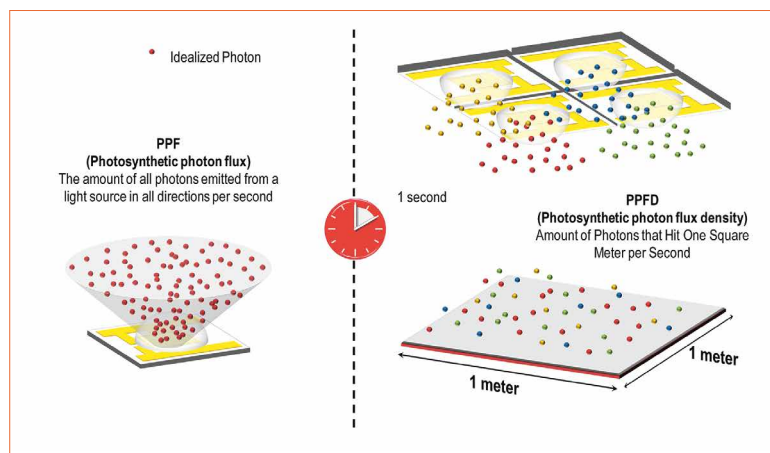 Idealized Photon
PPF
(Photosynthetic photon flux)
The amount of all photons emitted from a
light source in all directions per second
1 second
PPFD
(Photosynthetic photon flux density)
Amount of Photons that Hit One Square
Meter per Second
1 meter
1 meter